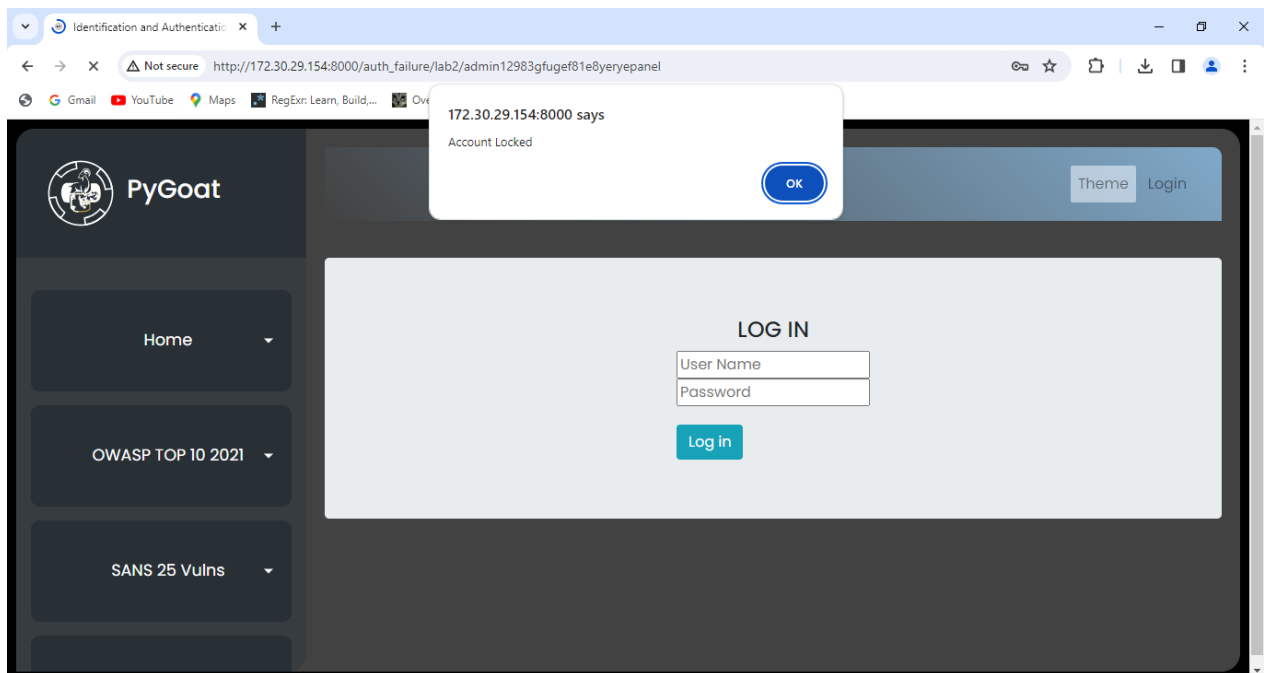 Identification and Authenticatio
Not secure http://172.30.29.154:8000/auth_failure/lab2/admin12983gfugef81e8yeryepanel
Gmail YouTube Maps RegExr: Learn, Build,... Ove
172.30.29.154:8000 says
Account Locked
OK
PyGoat
Theme Login
LOG IN
User Name
Password
Log in
Home
OWASP TOP 10 2021
SANS 25 Vulns